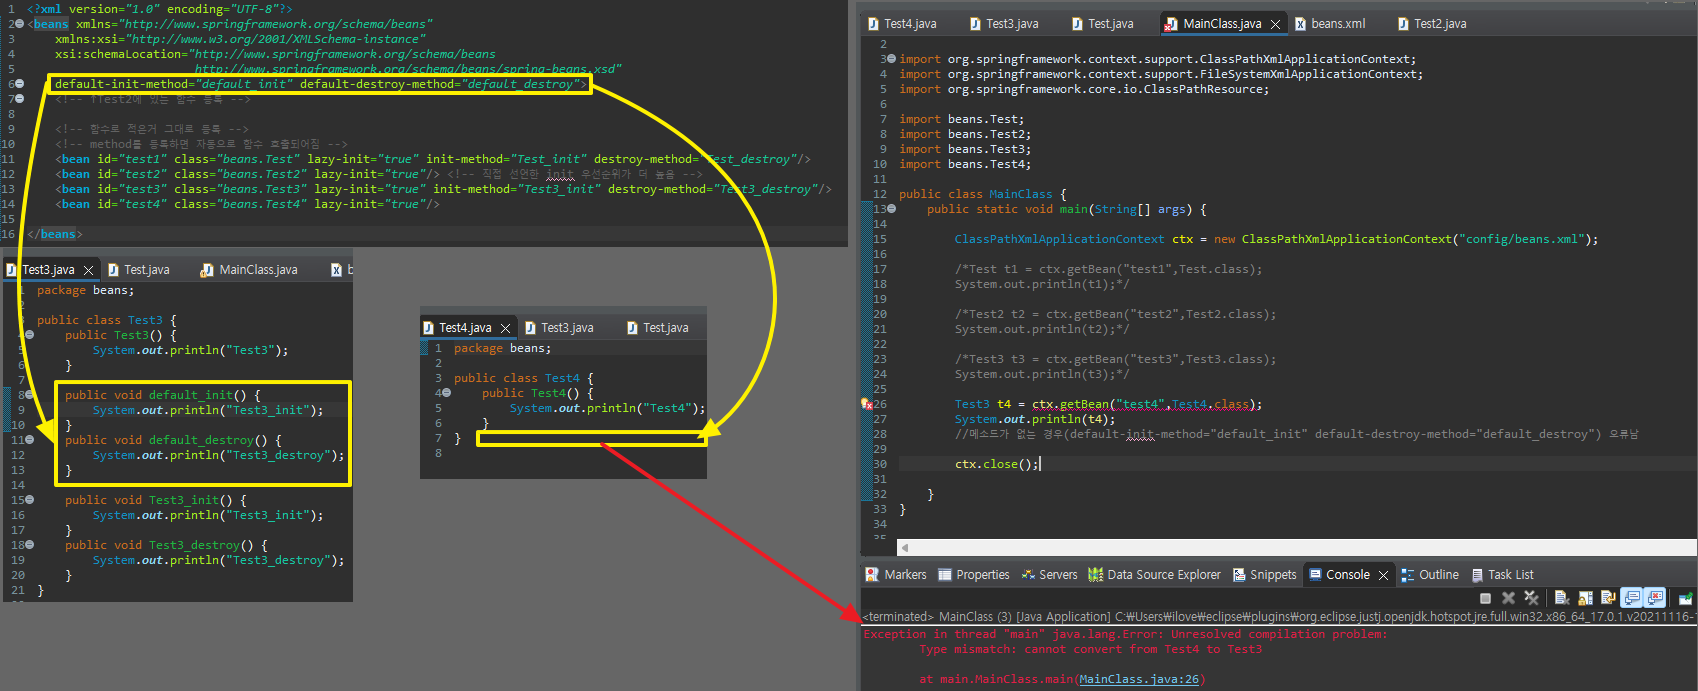 1 <?xml version="1.0" encoding="UTF-8"?>
2 <beans xmlns="http://www.springframework.org/schema/beans"
3 xmlns:xsi="http://www.w3.org/2001/XMLSchema-instance"
4 xsi:schemaLocation="http://www.springframework.org/schema/beans
5 http://www.springframework.org/schema/beans/spring-beans.xsd"
6 default-init-method="default_init" default-destroy-method="default_destroy">
7 <!-- fTest2에 있는 함수 등록 -->
8
9 <!-- 함수로 적은거 그대로 등록 -->
10 <!-- method를 등록하면 자동으로 함수 호출되어짐 -->
11 <bean id="test1" class="beans.Test" lazy-init="true" init-method="Test_init" destroy-method="Test_destroy"/>
12 <bean id="test2" class="beans.Test2" lazy-init="true"/> <!-- 직접 선언한 init 우선순위가 더 높음 -->
13 <bean id="test3" class="beans.Test3" lazy-init="true" init-method="Test3_init" destroy-method="Test3_destroy"/>
14 <bean id="test4" class="beans.Test4" lazy-init="true"/>
15
16 </beans>
Test3.java Test.java MainClass.java b
1 package beans;
2
3 public class Test3 {
4 public Test3() {
5 System.out.println("Test3");
6 }
7
8 public void default_init() {
9 System.out.println("Test3_init");
10 }
11 public void default_destroy() {
12 System.out.println("Test3_destroy");
13 }
14
15 public void Test3_init() {
16 System.out.println("Test3_init");
17 }
18 public void Test3_destroy() {
19 System.out.println("Test3_destroy");
20 }
21 }
Test4.java Test3.java Test.java
1 package beans;
2
3 public class Test4 {
4 public Test4() {
5 System.out.println("Test4");
6 }
7 }
8
Test4.java Test3.java Test.java MainClass.java beans.xml Test2.java
2
3 import org.springframework.context.support.ClassPathXmlApplicationContext;
4 import org.springframework.context.support.FileSystemXmlApplicationContext;
5 import org.springframework.core.io.ClassPathResource;
6
7 import beans.Test;
8 import beans.Test2;
9 import beans.Test3;
10 import beans.Test4;
11
12 public class MainClass {
13 public static void main(String[] args) {
14
15 ClassPathXmlApplicationContext ctx = new ClassPathXmlApplicationContext("config/beans.xml");
16
17 /*Test t1 = ctx.getBean("test1",Test.class);
18 System.out.println(t1);*/
19
20 /*Test2 t2 = ctx.getBean("test2",Test2.class);
21 System.out.println(t2);*/
22
23 /*Test3 t3 = ctx.getBean("test3",Test3.class);
24 System.out.println(t3);*/
25
26 Test3 t4 = ctx.getBean("test4",Test4.class);
27 System.out.println(t4);
28 //메소드가 없는 경우(default-init-method="default_init" default-destroy-method="default_destroy") 오류남
29
30 ctx.close();
31
32 }
33 }
34
35
Markers Properties Servers Data Source Explorer Snippets Console Outline Task List
<terminated> MainClass (3) [Java Application] C:₩Users₩ilove₩eclipse₩plugins₩org.eclipse.justj.openjdk.hotspot.jre.full.win32.x86_64_17.0.1.v20211116-
Exception in thread "main" java.lang.Error: Unresolved compilation problem:
Type mismatch: cannot convert from Test4 to Test3
at main.MainClass.main(MainClass.java:26)